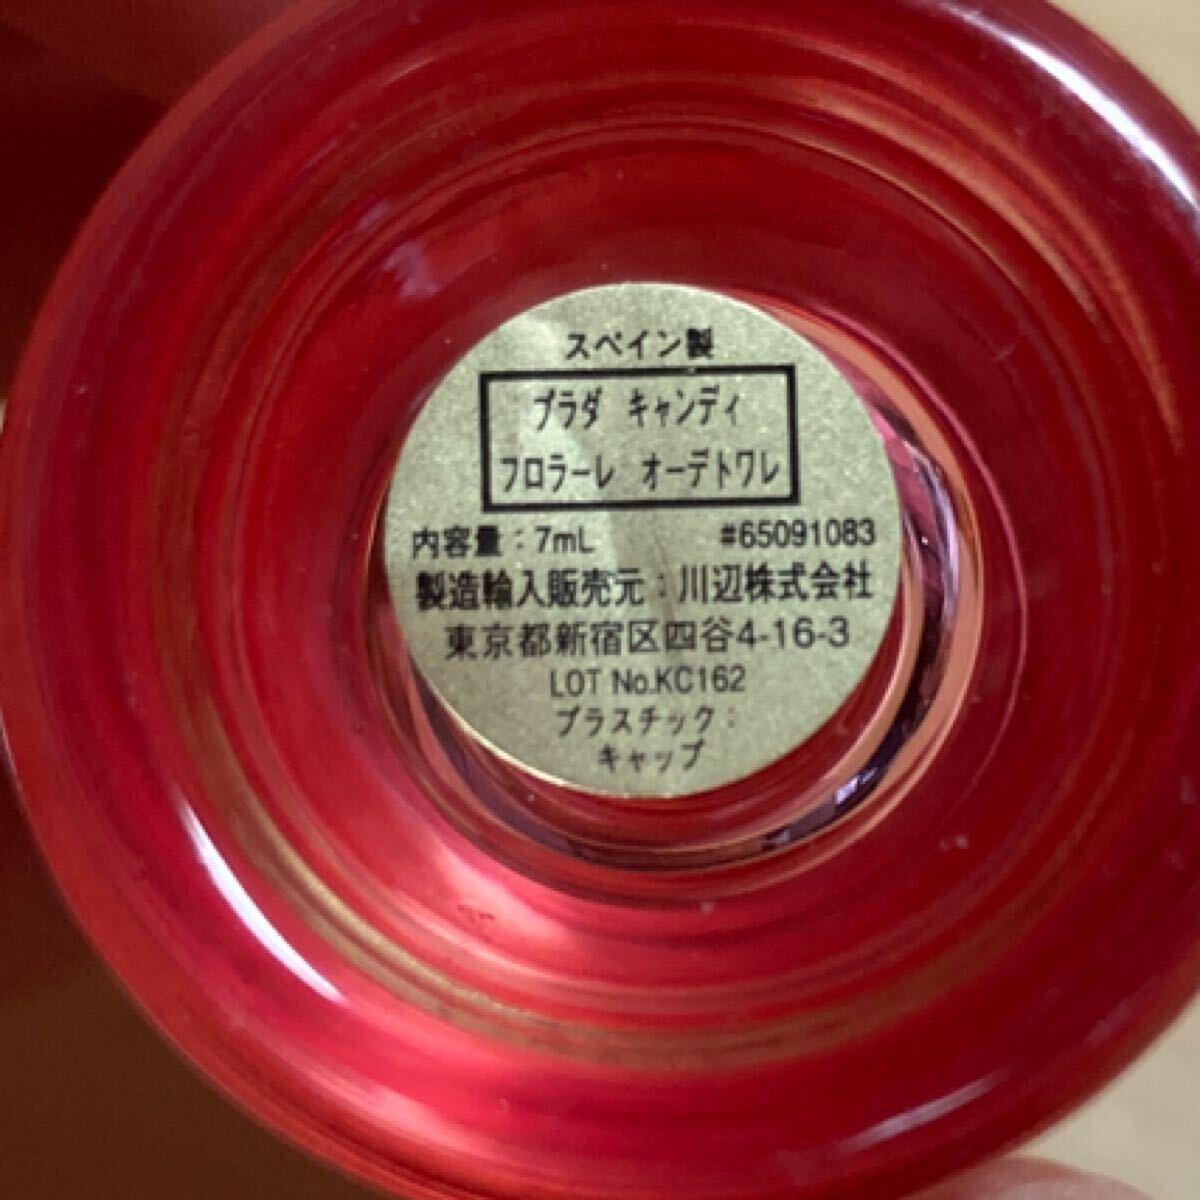 スペイン製
プラダ キャンディ
フロラーレ オーデトワレ
内容量：7mL #65091083
製造輸入販売元：川辺株式会社
東京都新宿区四谷4-16-3
LOT No.KC162
プラスチック：
キャップ